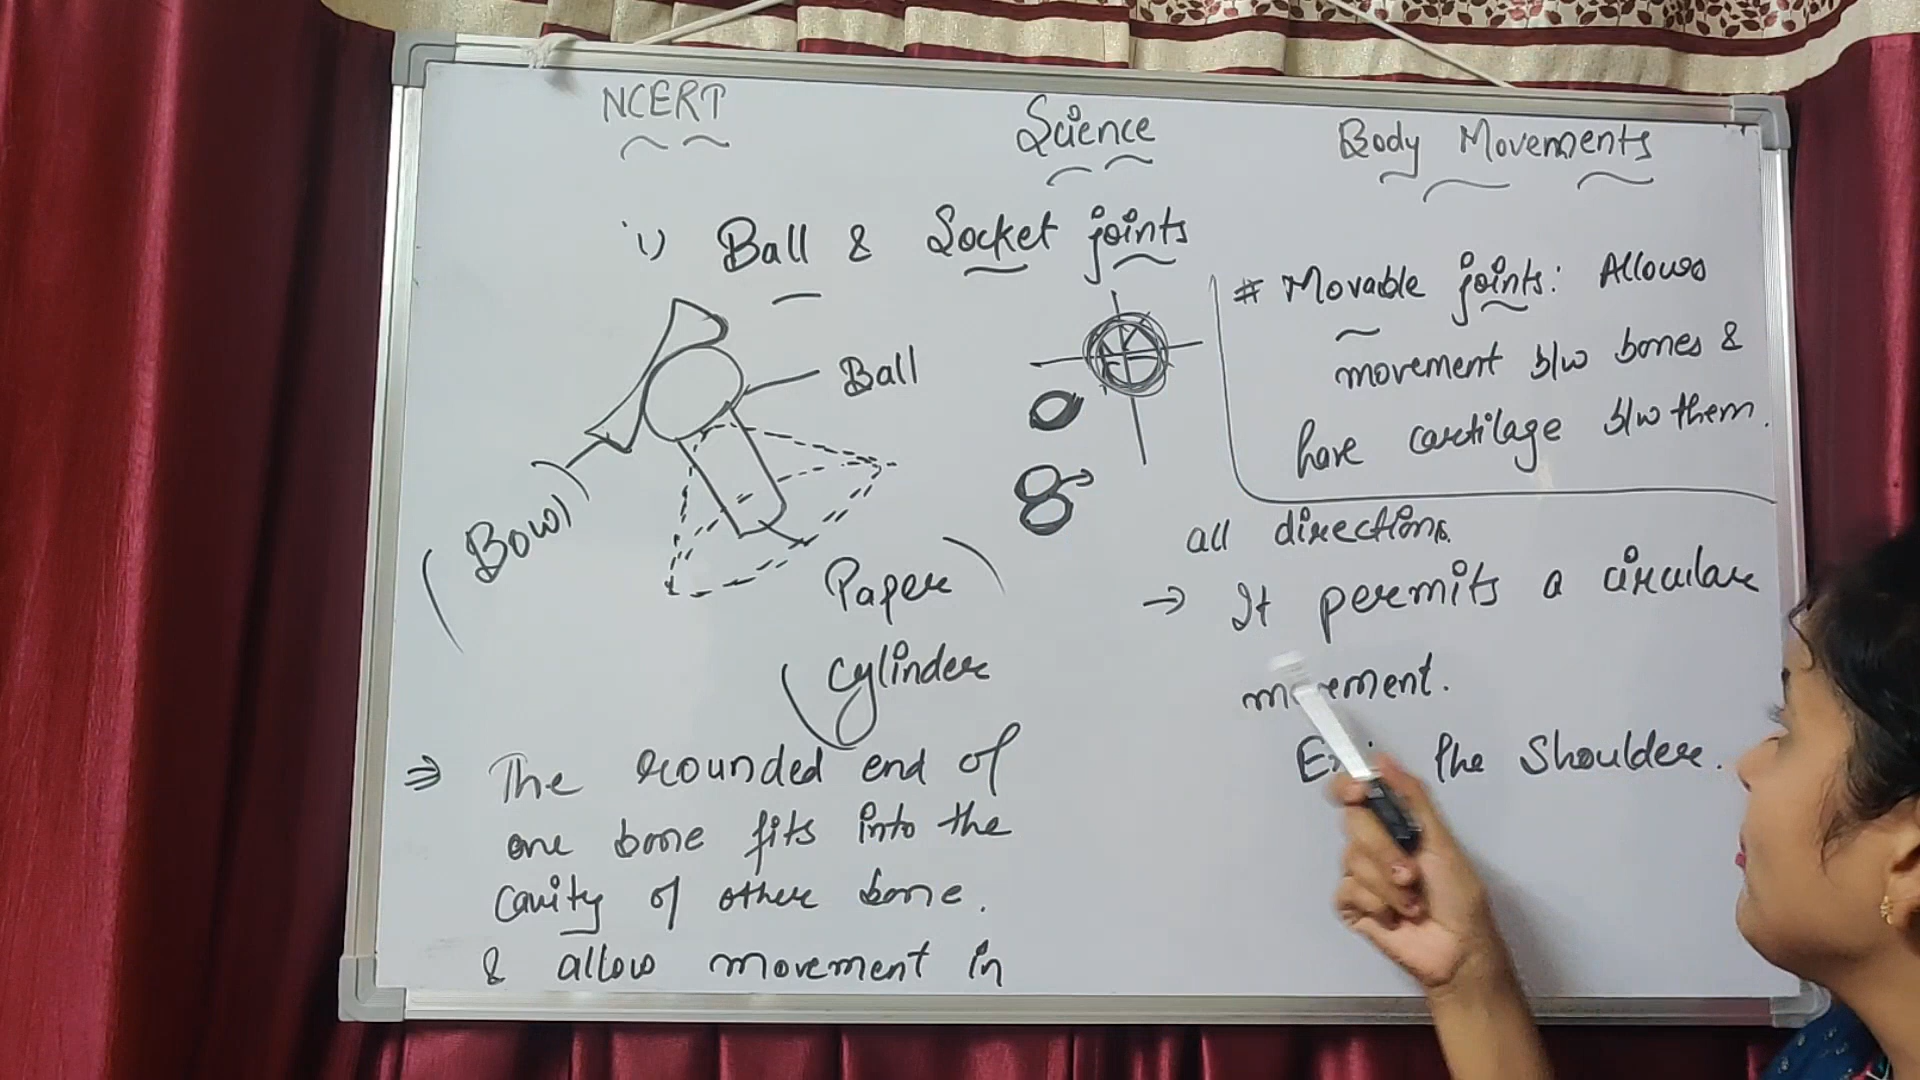 NCERT Science Body Movements
i) Ball & Socket joints
Ball
(Bowl)
Paper
Cylinder
⇒ The rounded end of
one bone fits into the
cavity of other bone.
& allow movement in
# Movable joints: Allows
movement b/w bones &
have cartilage b/w them.
all directions.
→ It permits a circular
movement.
the Shoulder.